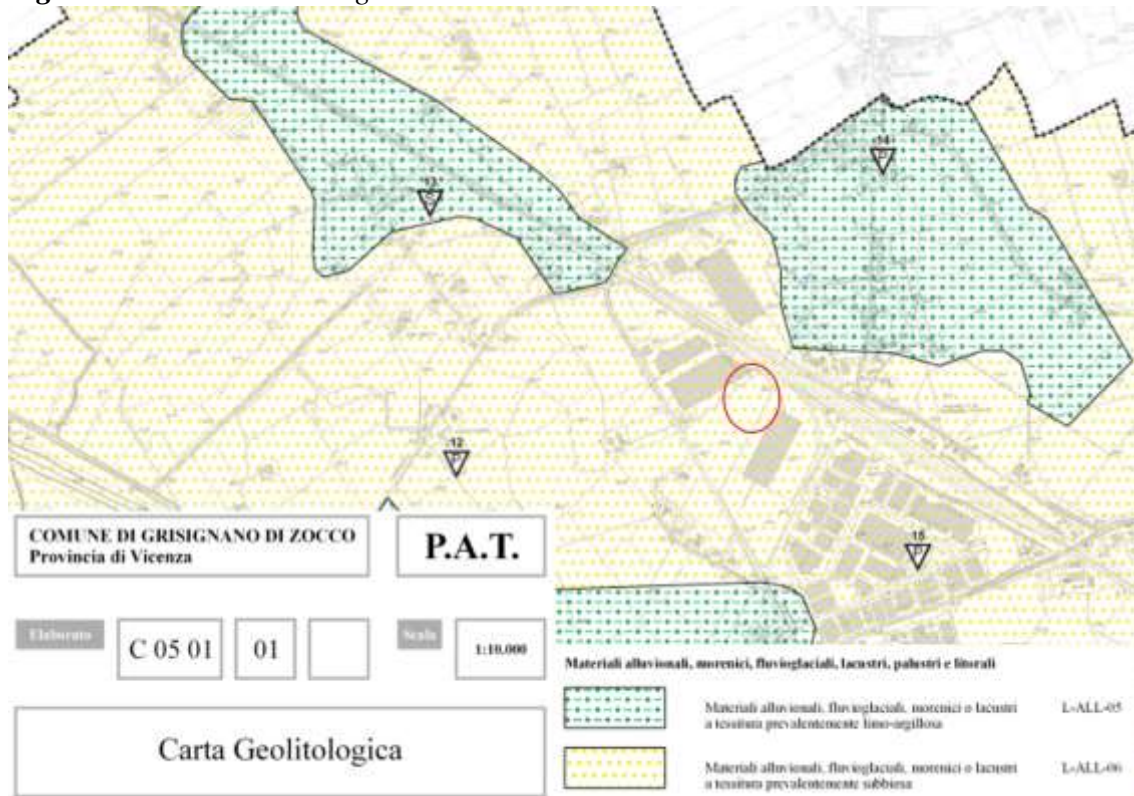 14
P
12
P
15
P
COMUNE DI GRISIGNANO DI ZOCCO
Provincia di Vicenza
P.A.T.
Elaborato
C 05 01
01
Scala
1:10.000
Carta Geolitologica
Materiali alluvionali, morenici, fluvioglaciali, lacustri, palustri e litorali
Materiali alluvionali, fluvioglaciali, morenici o lacustri
a tessitura prevalentemente limo-argillosa
L-ALL-05
Materiali alluvionali, fluvioglaciali, morenici o lacustri
a tessitura prevalentemente sabbiosa
L-ALL-06